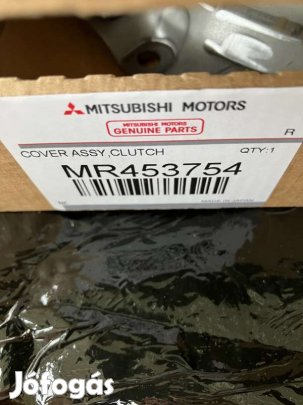 MITSUBISHI MOTORS
MITSUBISHI MOTORS
GENUINE PARTS
R
COVER ASSY,CLUTCH QTY:1
MR453754
MADE IN JAPAN
Jófogás